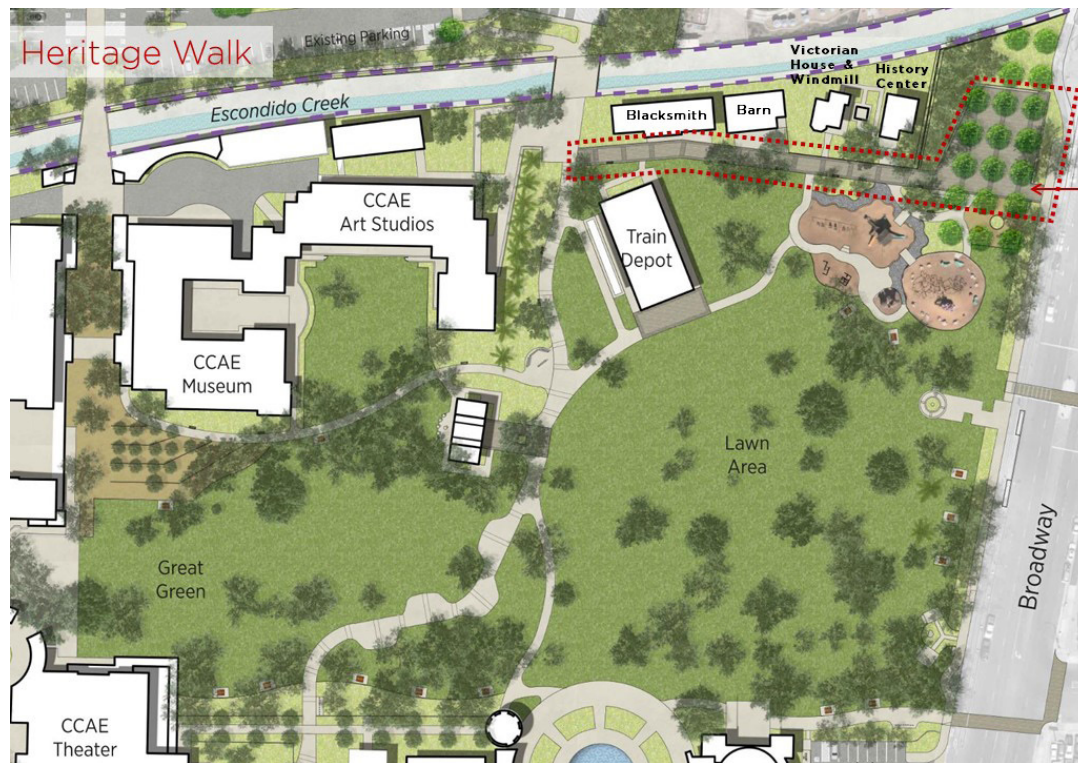 Heritage Walk
Existing Parking
Escondido Creek
Victorian
House &
Windmill
History
Center
Blacksmith
Barn
CCAE
Art Studios
Train
Depot
CCAE
Museum
Lawn
Area
Great
Green
Broadway
CCAE
Theater